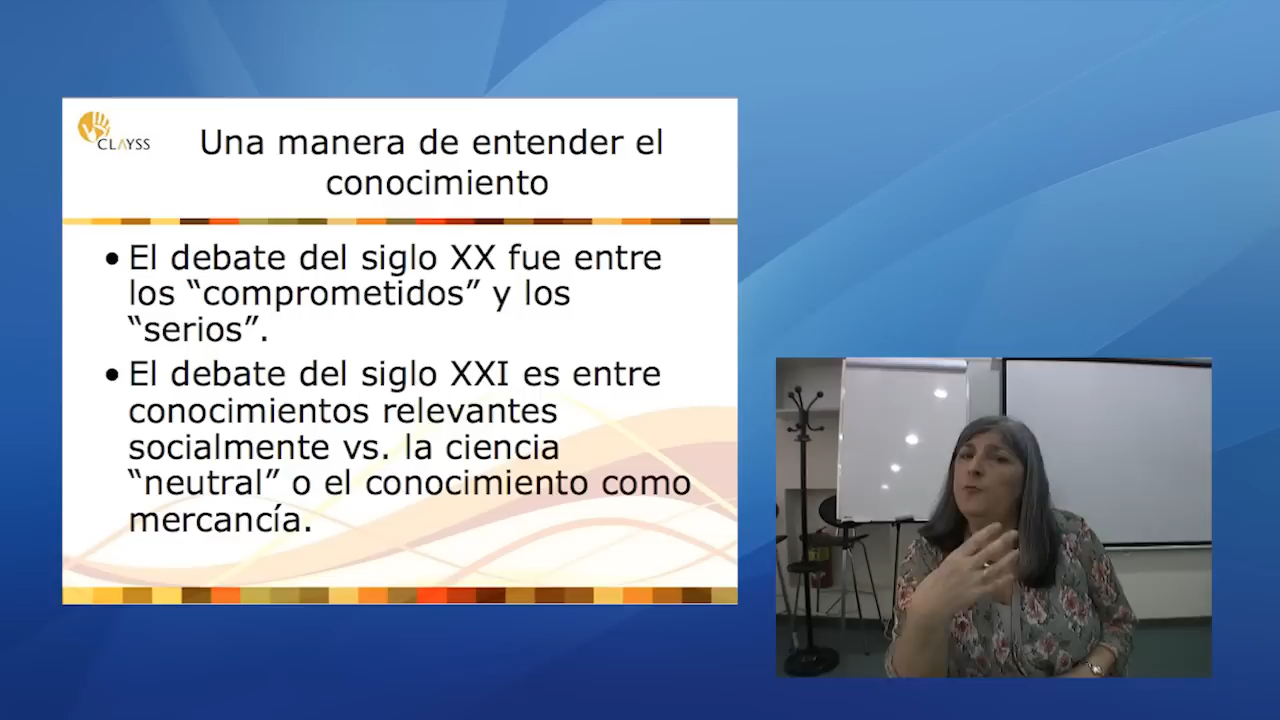 CLAYSS
Una manera de entender el
conocimiento
• El debate del siglo XX fue entre
los “comprometidos” y los
“serios”.
• El debate del siglo XXI es entre
conocimientos relevantes
socialmente vs. la ciencia
“neutral” o el conocimiento como
mercancía.